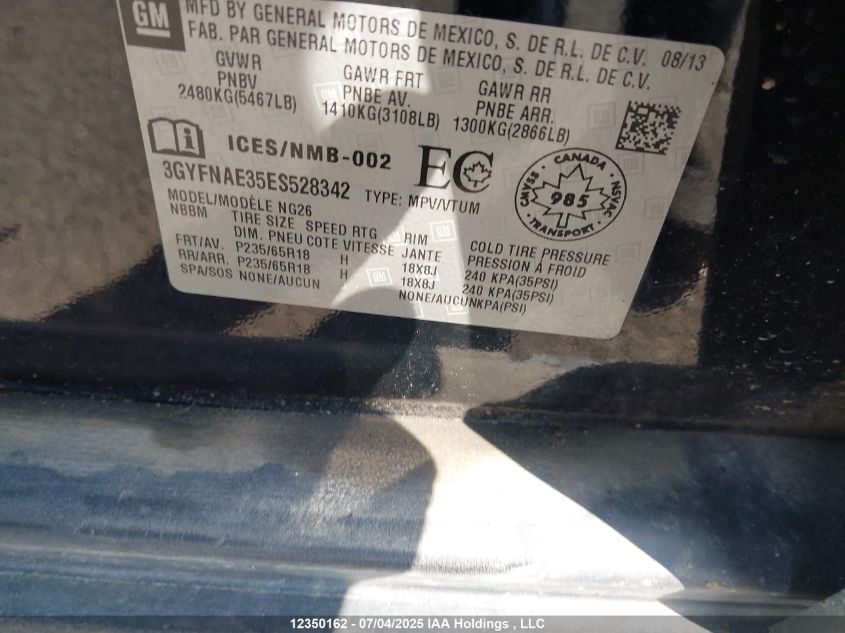 GM
MFD BY GENERAL MOTORS DE MEXICO, S. DE R.L. DE C.V. 08/13
FAB. PAR GENERAL MOTORS DE MEXICO, S. DE R.L. DE C.V.
GVWR GAWR FRT GAWR RR
PNBV PNBE AV. PNBE ARR.
2480KG(5467LB) 1410KG(3108LB) 1300KG(2866LB)
ICES/NMB-002 EC
3GYFNAE35ES528342 TYPE: MPV/VTUM
CANADA
CMVSS 985 NSVAC
TRANSPORT
MODEL/MODÈLE NG26
NBBM TIRE SIZE SPEED RTG RIM COLD TIRE PRESSURE
DIM. PNEU COTE VITESSE JANTE PRESSION À FROID
FRT/AV. P235/65R18 H 18X8J 240 KPA(35PSI)
RR/ARR. P235/65R18 H 18X8J 240 KPA(35PSI)
SPA/SOS NONE/AUCUN NONE/AUCUNKPA(PSI)
12350162 - 07/04/2025 IAA Holdings , LLC